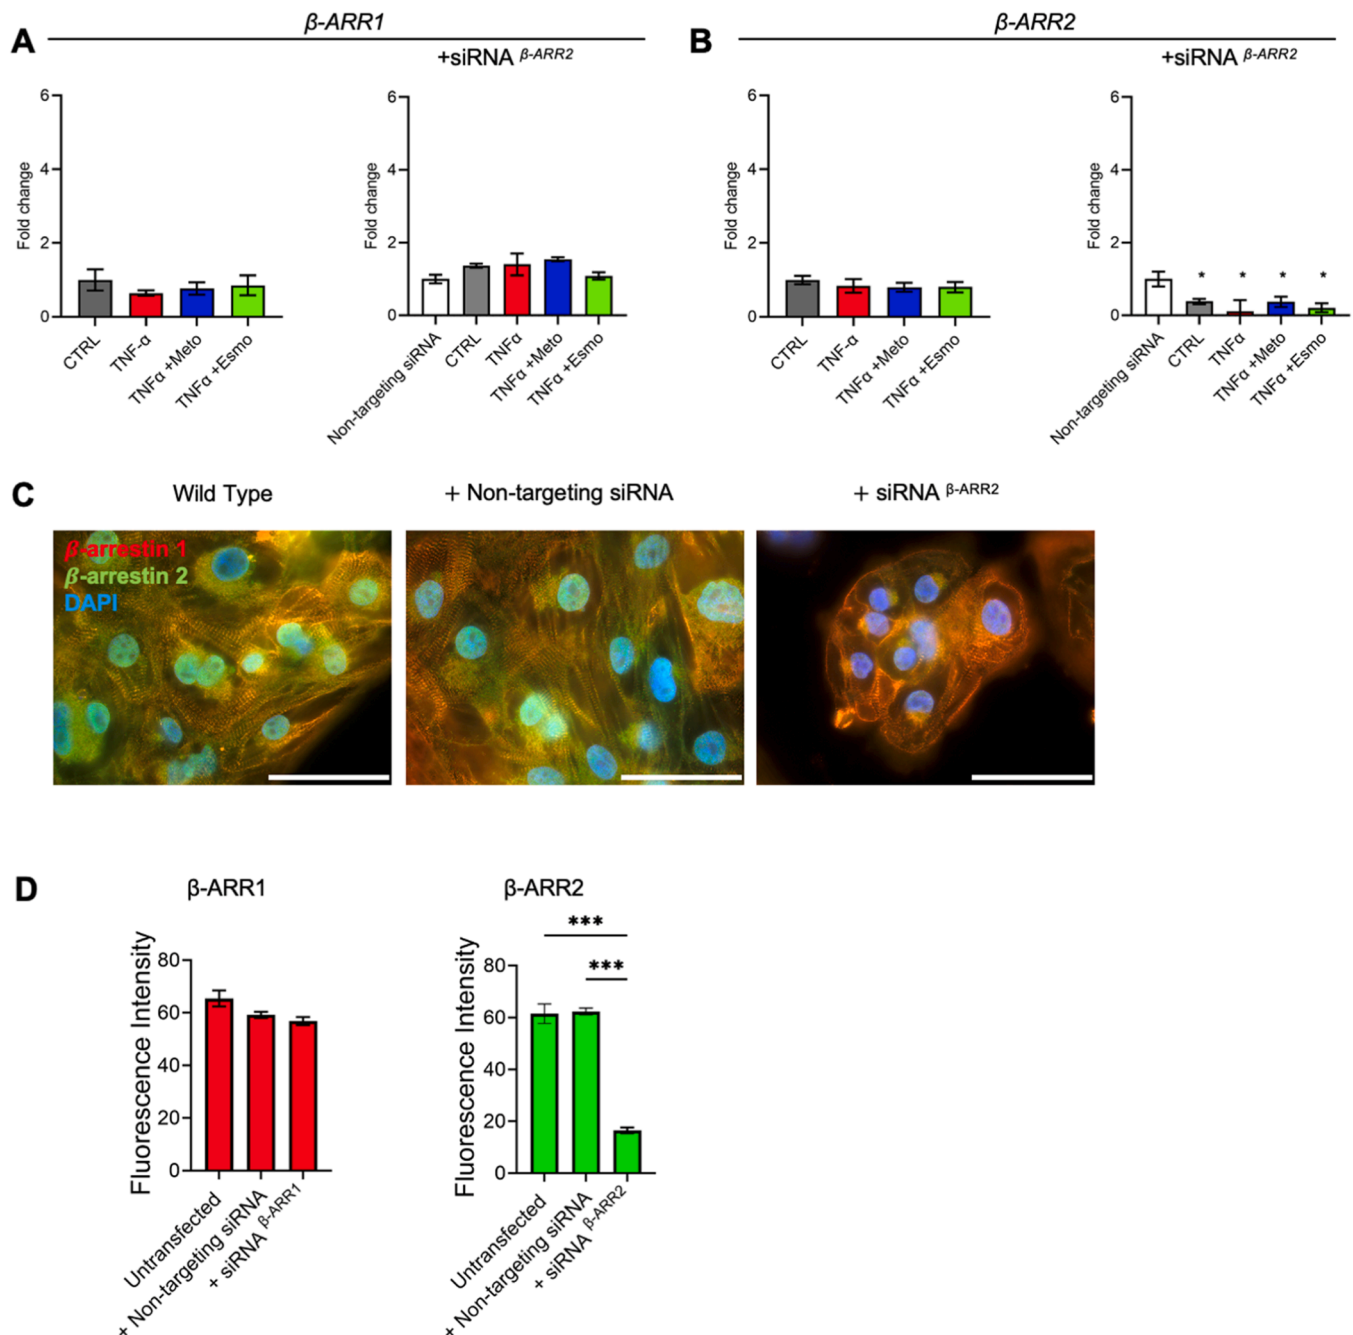 A
β-ARR1
+siRNA β-ARR2
6
4
2
0
Fold change
CTRL
TNF-α
TNFα +Meto
TNFα +Esmo
6
4
2
0
Fold change
Non-targeting siRNA
CTRL
TNFα
TNFα +Meto
TNFα +Esmo
B
β-ARR2
+siRNA β-ARR2
6
4
2
0
Fold change
CTRL
TNF-α
TNFα +Meto
TNFα +Esmo
6
4
2
0
Fold change
* * * *
Non-targeting siRNA
CTRL
TNFα
TNFα +Meto
TNFα +Esmo
C
Wild Type
+ Non-targeting siRNA
+ siRNA β-ARR2
β-arrestin 1
β-arrestin 2
DAPI
D
β-ARR1
80
60
40
20
0
Fluorescence Intensity
Untransfected
+ Non-targeting siRNA
+ siRNA β-ARR1
β-ARR2
***
***
80
60
40
20
0
Fluorescence Intensity
Untransfected
+ Non-targeting siRNA
+ siRNA β-ARR2